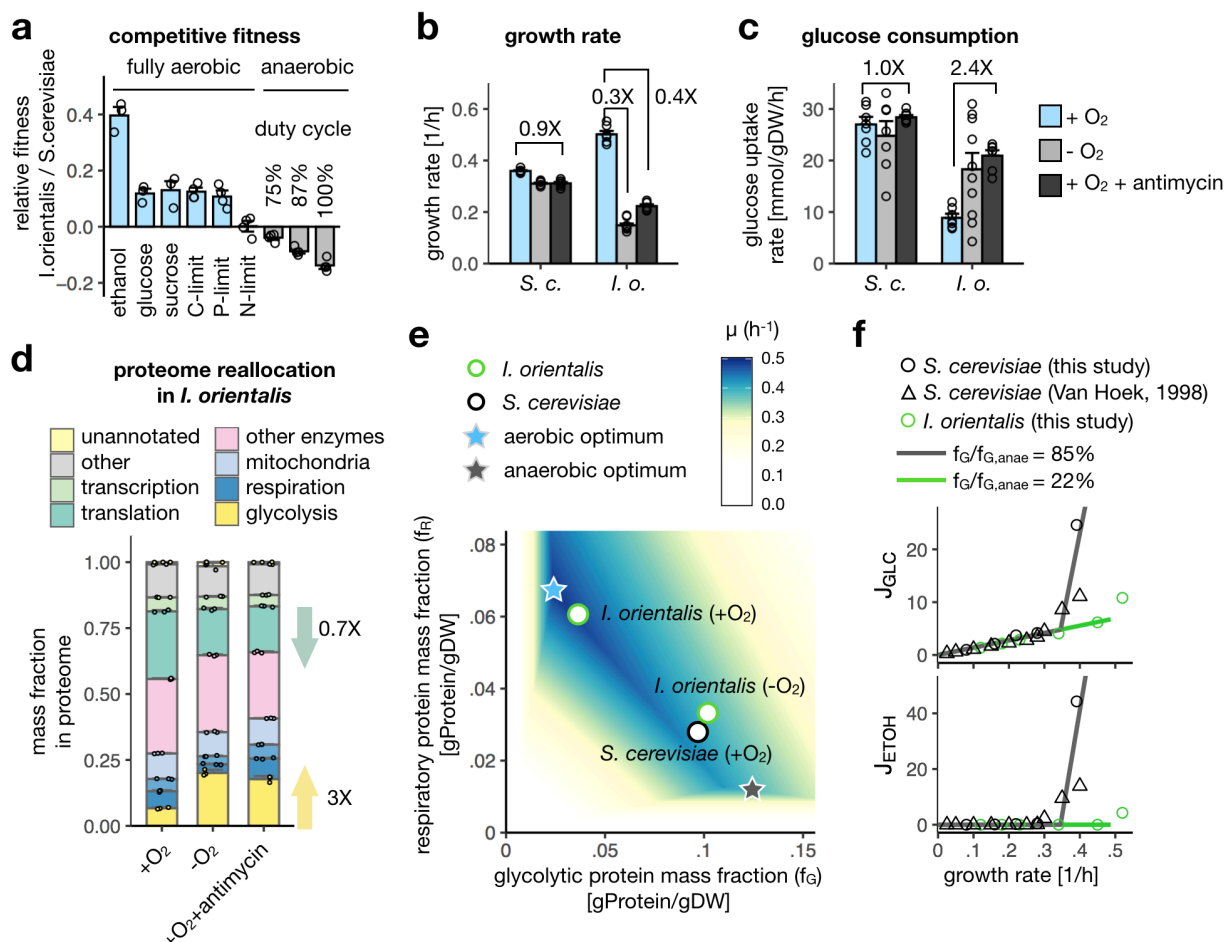 a
competitive fitness
fully aerobic
anaerobic
relative fitness
I.orientalis / S.cerevisiae
0.4
0.2
0.0
−0.2
duty cycle
75%
87%
100%
ethanol
glucose
sucrose
C-limit
P-limit
N-limit
b
growth rate
growth rate [1/h]
0.6
0.4
0.2
0.0
0.9X
0.3X
0.4X
S. c.
I. o.
c
glucose consumption
glucose uptake
rate [mmol/gDW/h]
30
20
10
0
1.0X
2.4X
S. c.
I. o.
+ O2
- O2
+ O2 + antimycin
d
proteome reallocation
in I. orientalis
unannotated
other
transcription
translation
other enzymes
mitochondria
respiration
glycolysis
mass fraction
in proteome
1.00
0.75
0.50
0.25
0.00
0.7X
3X
+O2
-O2
+O2+antimycin
e
I. orientalis
S. cerevisiae
aerobic optimum
anaerobic optimum
μ (h-1)
0.5
0.4
0.3
0.2
0.1
0.0
respiratory protein mass fraction (fR)
[gProtein/gDW]
.08
.06
.04
.02
0
I. orientalis (+O2)
I. orientalis (-O2)
S. cerevisiae (+O2)
0
.05
.1
.15
glycolytic protein mass fraction (fG)
[gProtein/gDW]
f
S. cerevisiae (this study)
S. cerevisiae (Van Hoek, 1998)
I. orientalis (this study)
fG/fG,anae = 85%
fG/fG,anae = 22%
JGLC
20
10
0
JETOH
40
20
0
0
0.1
0.2
0.3
0.4
0.5
growth rate [1/h]